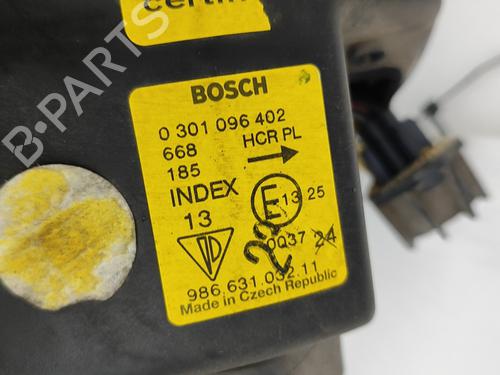 BOSCH
0 301 096 402
668 HCR PL
185
INDEX
13
E 13 25
0037 24
22
986.631.032.11
Made in Czech Republic
B-PARTS